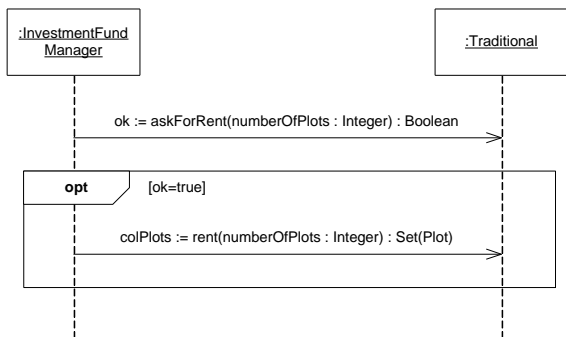 :InvestmentFund
Manager
:Traditional
ok := askForRent(numberOfPlots : Integer) : Boolean
opt [ok=true]
colPlots := rent(numberOfPlots : Integer) : Set(Plot)